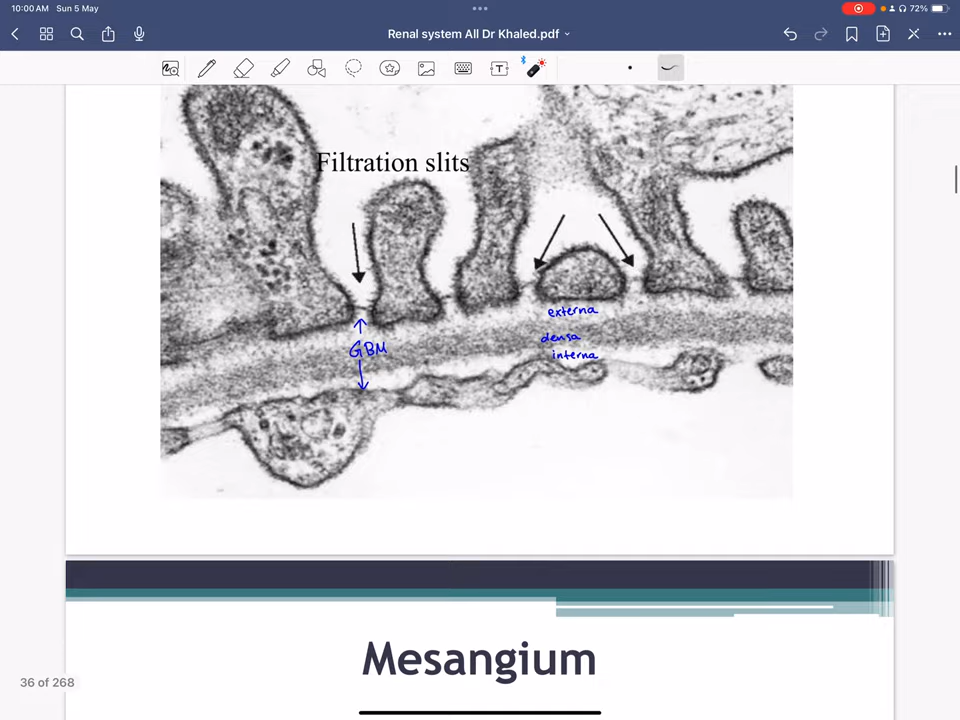 10:00 AM Sun 5 May
72%
Renal system All Dr Khaled.pdf
T
Filtration slits
externa
densa
GBM
interna
Mesangium
36 of 268